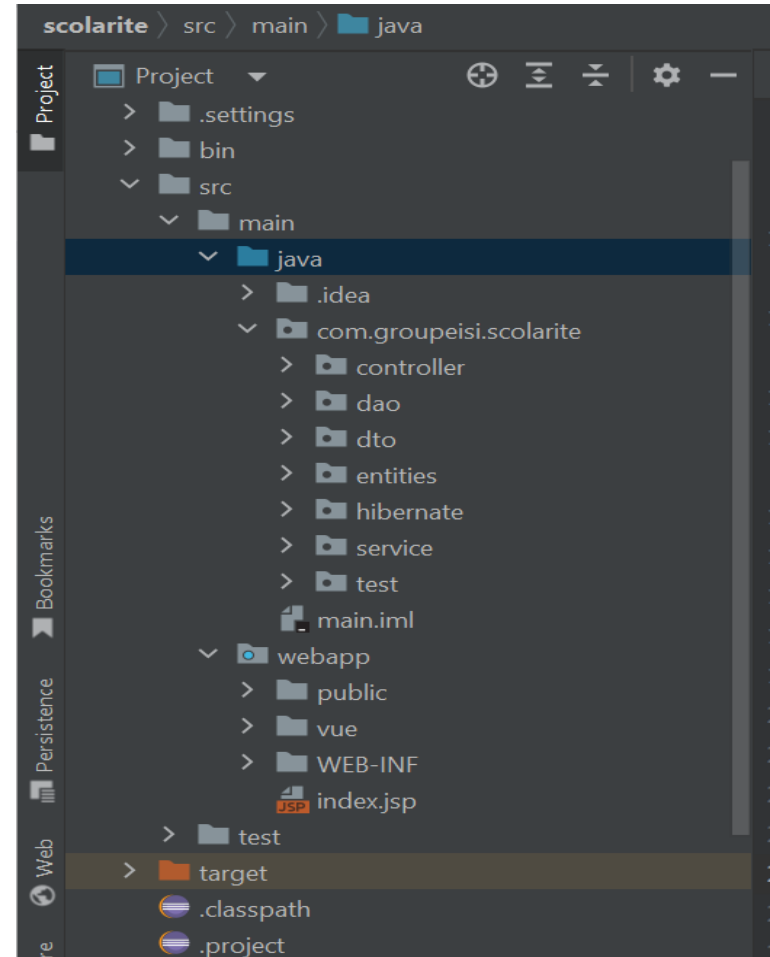 scolarite 〉 src 〉 main 〉 java
Project
Project
.settings
bin
src
main
java
.idea
com.groupeisi.scolarite
controller
dao
dto
entities
hibernate
service
test
main.iml
webapp
public
vue
WEB-INF
JSP index.jsp
test
target
.classpath
.project
Bookmarks
Persistence
Web
re